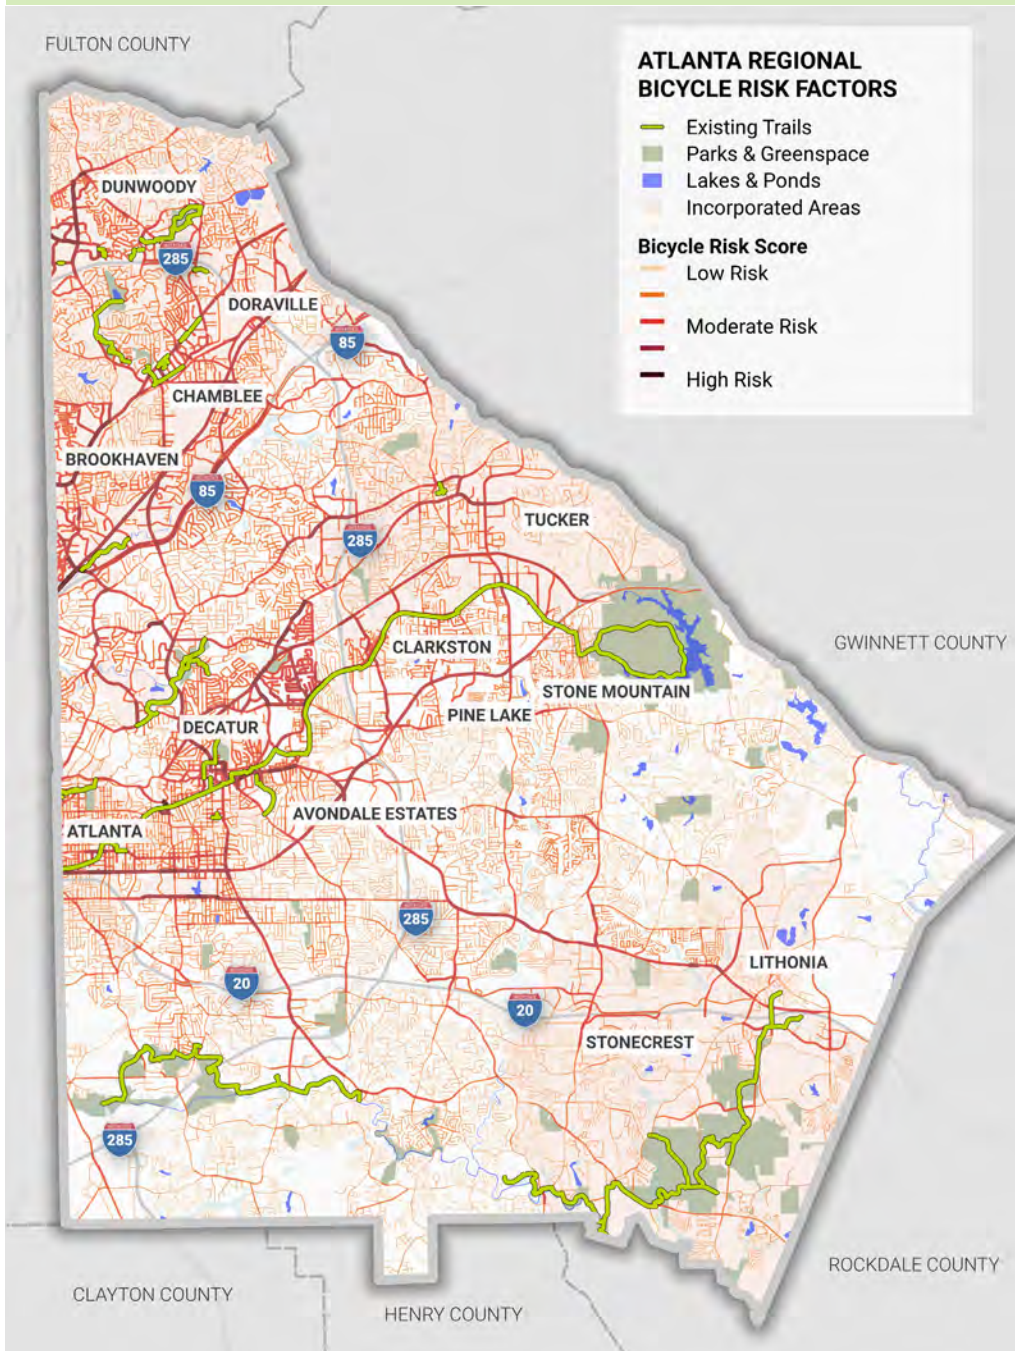 FULTON COUNTY
ATLANTA REGIONAL
BICYCLE RISK FACTORS
Existing Trails
Parks & Greenspace
Lakes & Ponds
Incorporated Areas
Bicycle Risk Score
Low Risk
Moderate Risk
High Risk
DUNWOODY
285
DORAVILLE
85
CHAMBLEE
BROOKHAVEN
85
TUCKER
285
CLARKSTON
GWINNETT COUNTY
STONE MOUNTAIN
PINE LAKE
DECATUR
AVONDALE ESTATES
ATLANTA
285
LITHONIA
20
20
STONECREST
285
ROCKDALE COUNTY
CLAYTON COUNTY
HENRY COUNTY